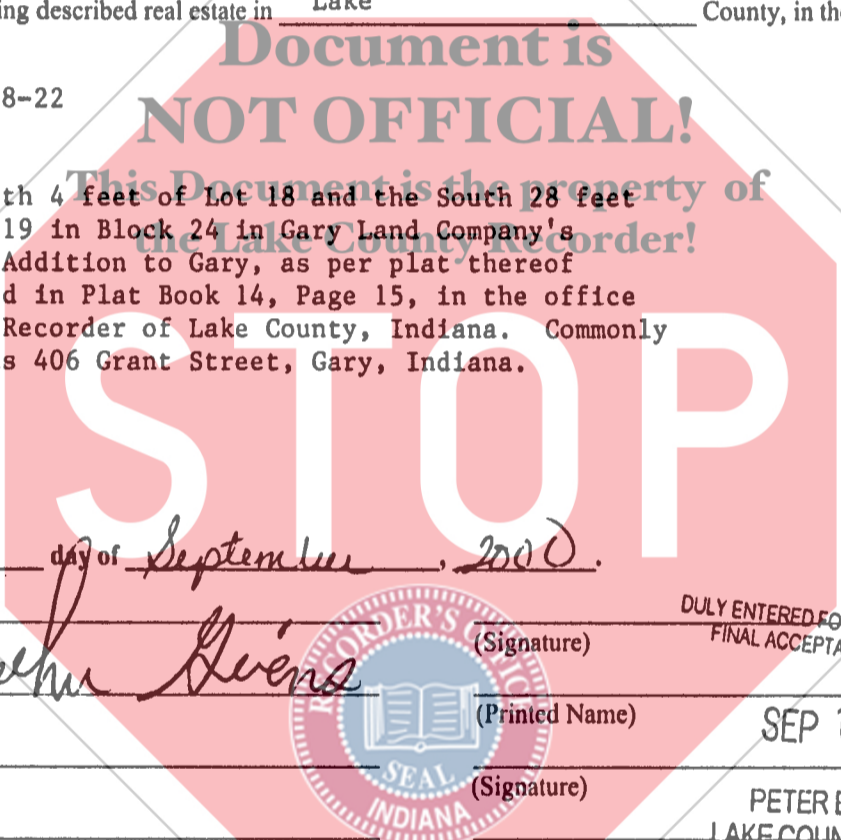 ing described real estate in Lake County, in the
Document is
8-22
NOT OFFICIAL!
This Document is the property of
the Lake County Recorder!
th 4 feet of Lot 18 and the South 28 feet
19 in Block 24 in Gary Land Company's
Addition to Gary, as per plat thereof
d in Plat Book 14, Page 15, in the office
Recorder of Lake County, Indiana. Commonly
s 406 Grant Street, Gary, Indiana.
STOP
day of September, 2000.
DULY ENTERED FO
FINAL ACCEPTA
(Signature)
Givens
(Printed Name)
SEP
(Signature)
PETER B
LAKE COUN
RECORDER'S OFFICE
SEAL
INDIANA